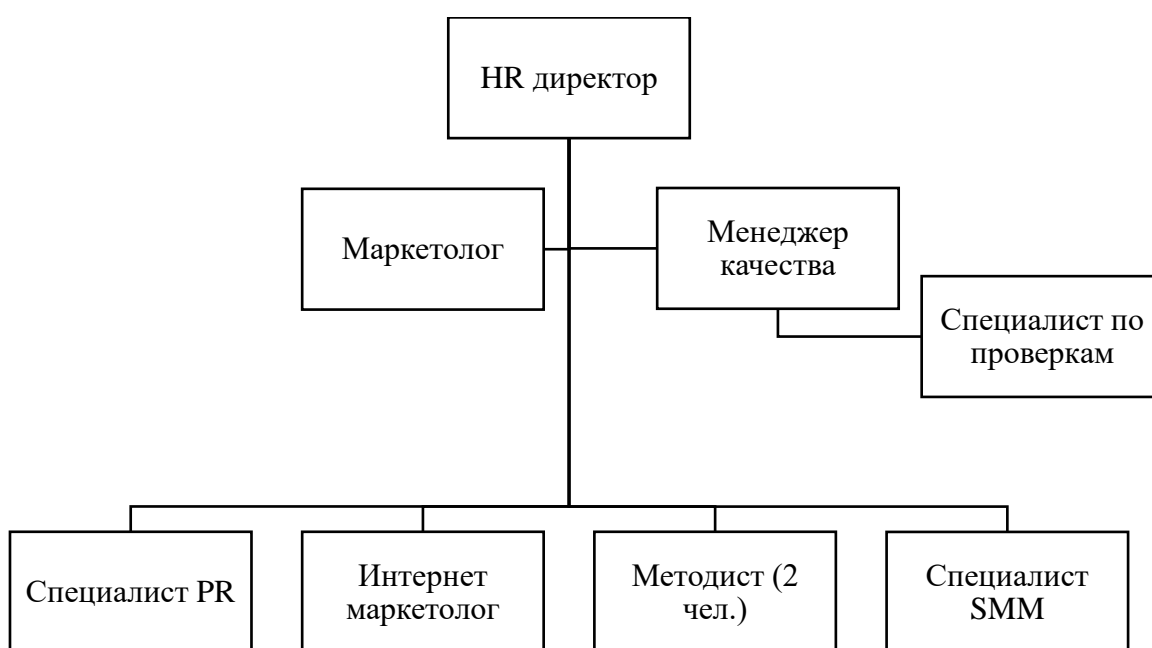 HR директор
Маркетолог
Менеджер
качества
Специалист по
проверкам
Специалист PR
Интернет
маркетолог
Методист (2
чел.)
Специалист
SMM